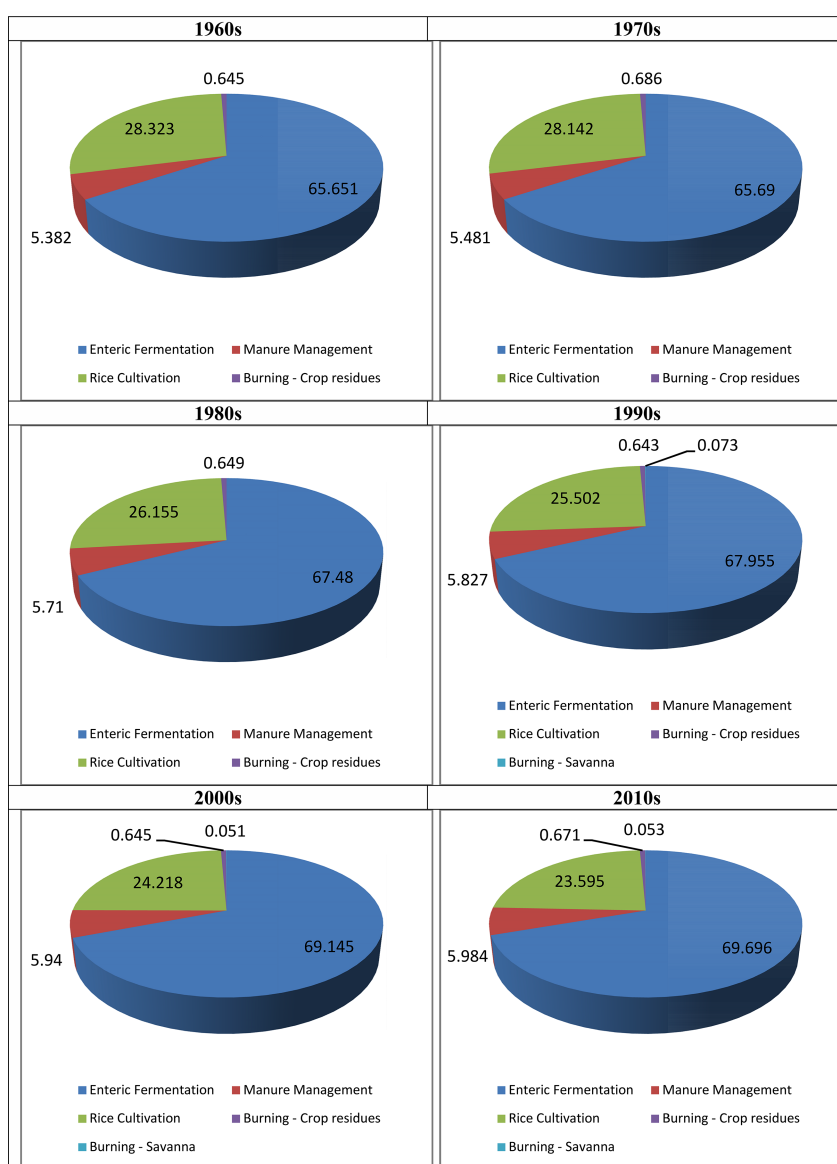 1960s
0.645
28.323
65.651
5.382
Enteric Fermentation
Manure Management
Rice Cultivation
Burning - Crop residues
1970s
0.686
28.142
65.69
5.481
Enteric Fermentation
Manure Management
Rice Cultivation
Burning - Crop residues
1980s
0.649
26.155
67.48
5.71
Enteric Fermentation
Manure Management
Rice Cultivation
Burning - Crop residues
1990s
0.643
0.073
25.502
67.955
5.827
Enteric Fermentation
Manure Management
Rice Cultivation
Burning - Crop residues
Burning - Savanna
2000s
0.645
0.051
24.218
69.145
5.94
Enteric Fermentation
Manure Management
Rice Cultivation
Burning - Crop residues
Burning - Savanna
2010s
0.671
0.053
23.595
69.696
5.984
Enteric Fermentation
Manure Management
Rice Cultivation
Burning - Crop residues
Burning - Savanna